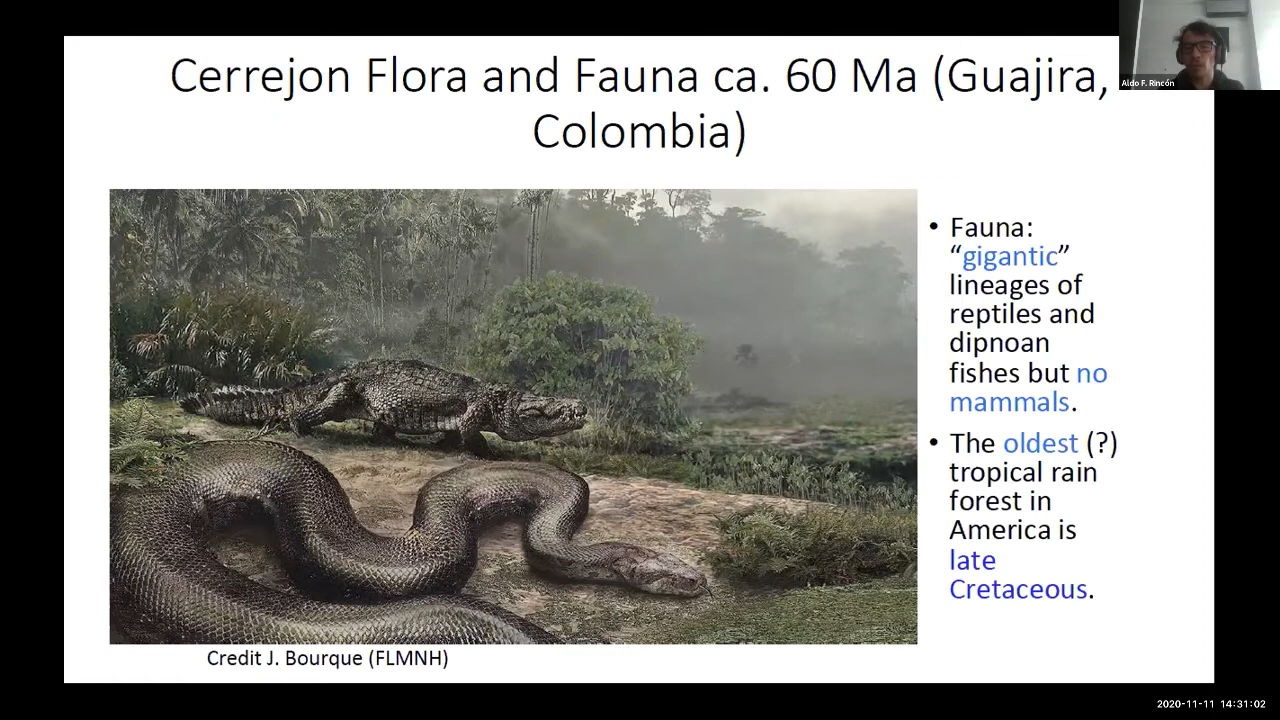 Cerrejon Flora and Fauna ca. 60 Ma (Guajira,
Colombia)
Aldo F. Rincón
• Fauna:
“gigantic”
lineages of
reptiles and
dipnoan
fishes but no
mammals.
• The oldest (?)
tropical rain
forest in
America is
late
Cretaceous.
Credit J. Bourque (FLMNH)
2020-11-11 14:31:02